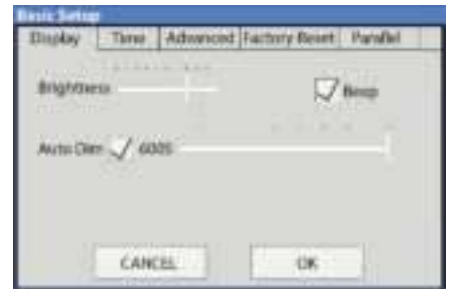 Basic Setup
Display Time Advanced Factory Reset Parallel
Brightness Beep
Auto Dim 600S
CANCEL OK